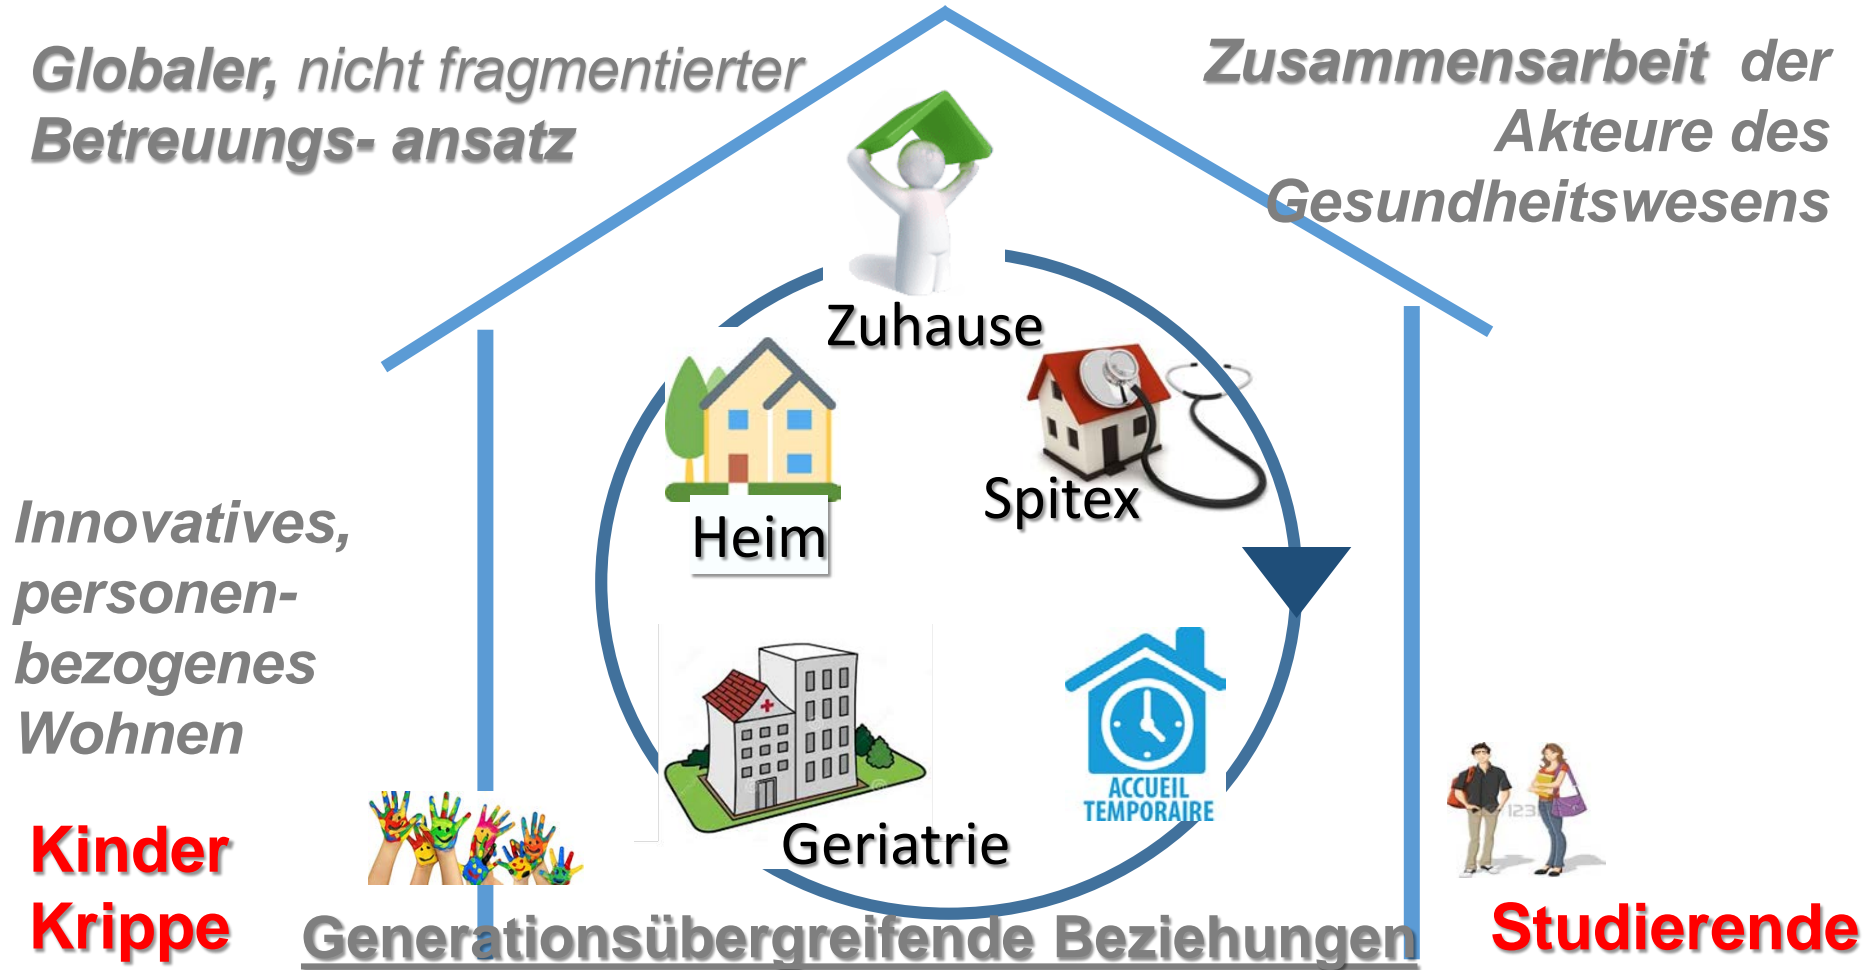 Globaler, nicht fragmentierter
Betreuungs- ansatz
Zusammensarbeit der
Akteure des
Gesundheitswesens
Zuhause
Spitex
Heim
Innovatives,
personen-
bezogenes
Wohnen
ACCUEIL
TEMPORAIRE
Geriatrie
123
Kinder
Krippe
Generationsübergreifende Beziehungen
Studierende